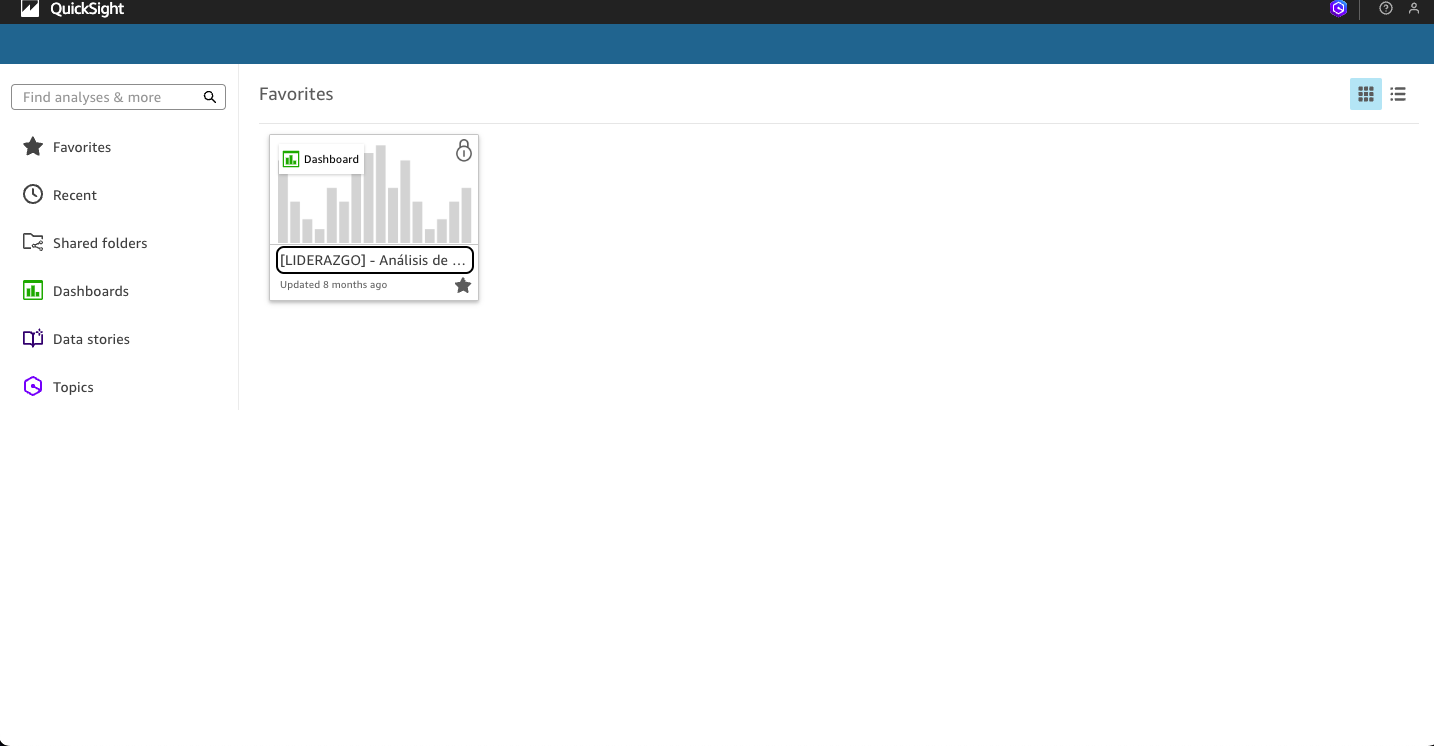 QuickSight
Find analyses & more
Favorites
Recent
Shared folders
Dashboards
Data stories
Topics
Favorites
Dashboard
[LIDERAZGO] - Análisis de ...
Updated 8 months ago